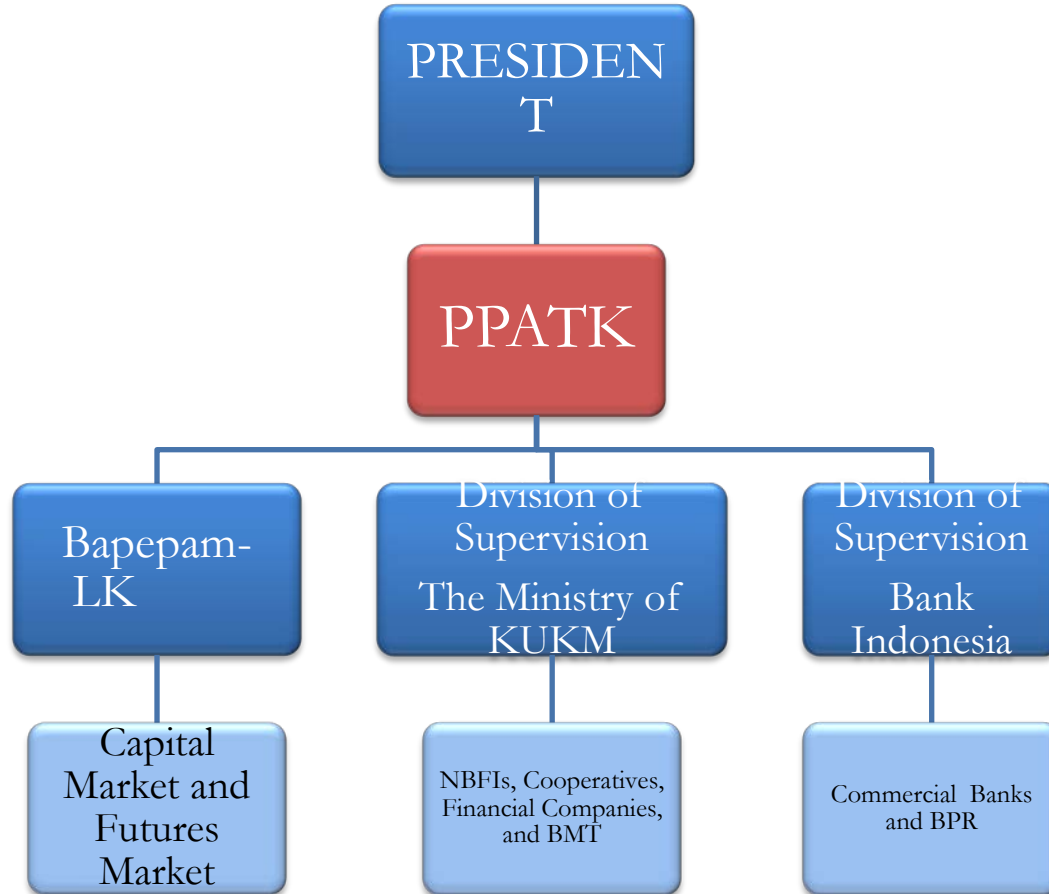 PRESIDEN
T
PPATK
Bapepam-
LK
Division of
Supervision
The Ministry of
KUKM
Division of
Supervision
Bank
Indonesia
Capital
Market and
Futures
Market
NBFIs, Cooperatives,
Financial Companies,
and BMT
Commercial Banks
and BPR